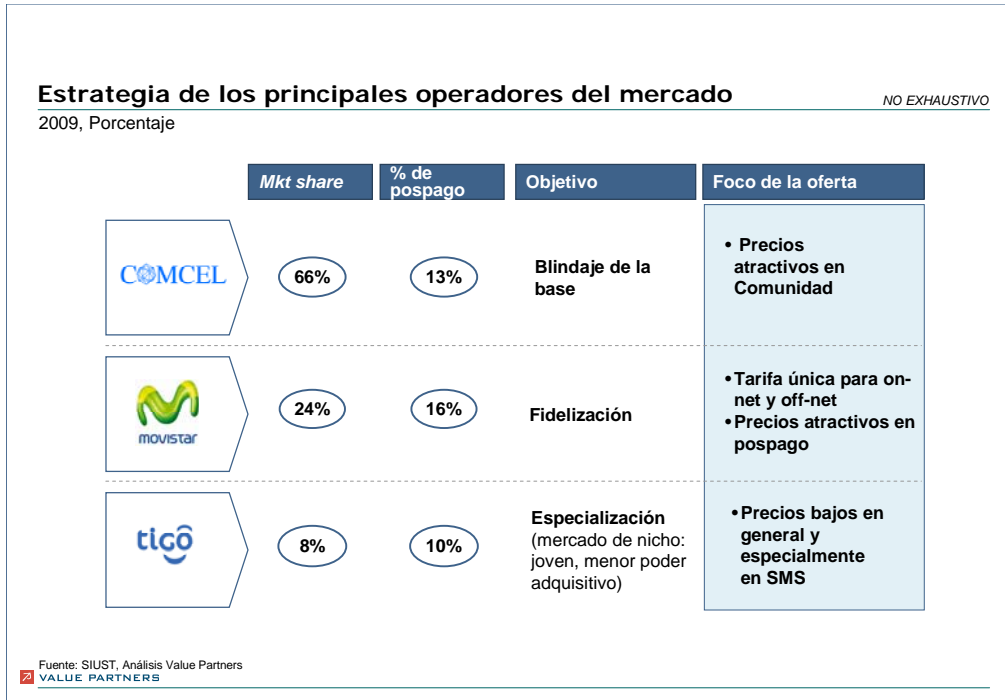 Estrategia de los principales operadores del mercado
NO EXHAUSTIVO
2009, Porcentaje
Mkt share
% de
pospago
Objetivo
Foco de la oferta
COMCEL
66%
13%
Blindaje de la
base
• Precios
atractivos en
Comunidad
movistar
24%
16%
Fidelización
• Tarifa única para on-
net y off-net
• Precios atractivos en
pospago
tigô
8%
10%
Especialización
(mercado de nicho:
joven, menor poder
adquisitivo)
• Precios bajos en
general y
especialmente
en SMS
Fuente: SIUST, Análisis Value Partners
VALUE PARTNERS